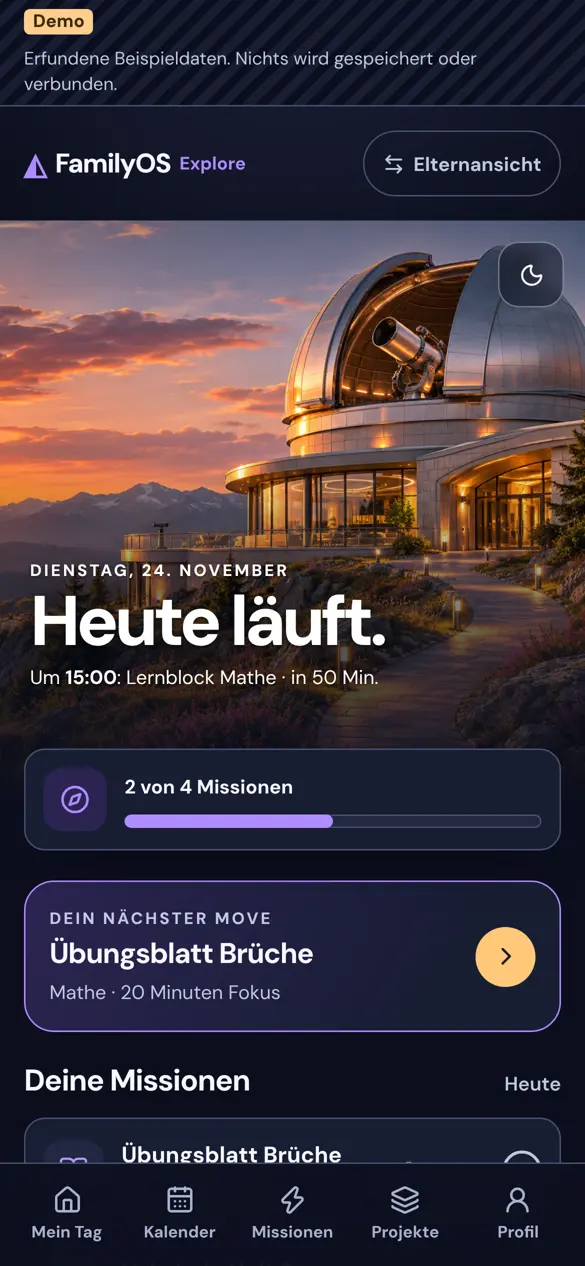 Demo
Erfundene Beispieldaten. Nichts wird gespeichert oder
verbunden.
FamilyOS Explore
Elternansicht
DIENSTAG, 24. NOVEMBER
Heute läuft.
Um 15:00: Lernblock Mathe · in 50 Min.
2 von 4 Missionen
DEIN NÄCHSTER MOVE
Übungsblatt Brüche
Mathe · 20 Minuten Fokus
Deine Missionen
Heute
Übungsblatt Brüche
Mein Tag
Kalender
Missionen
Projekte
Profil